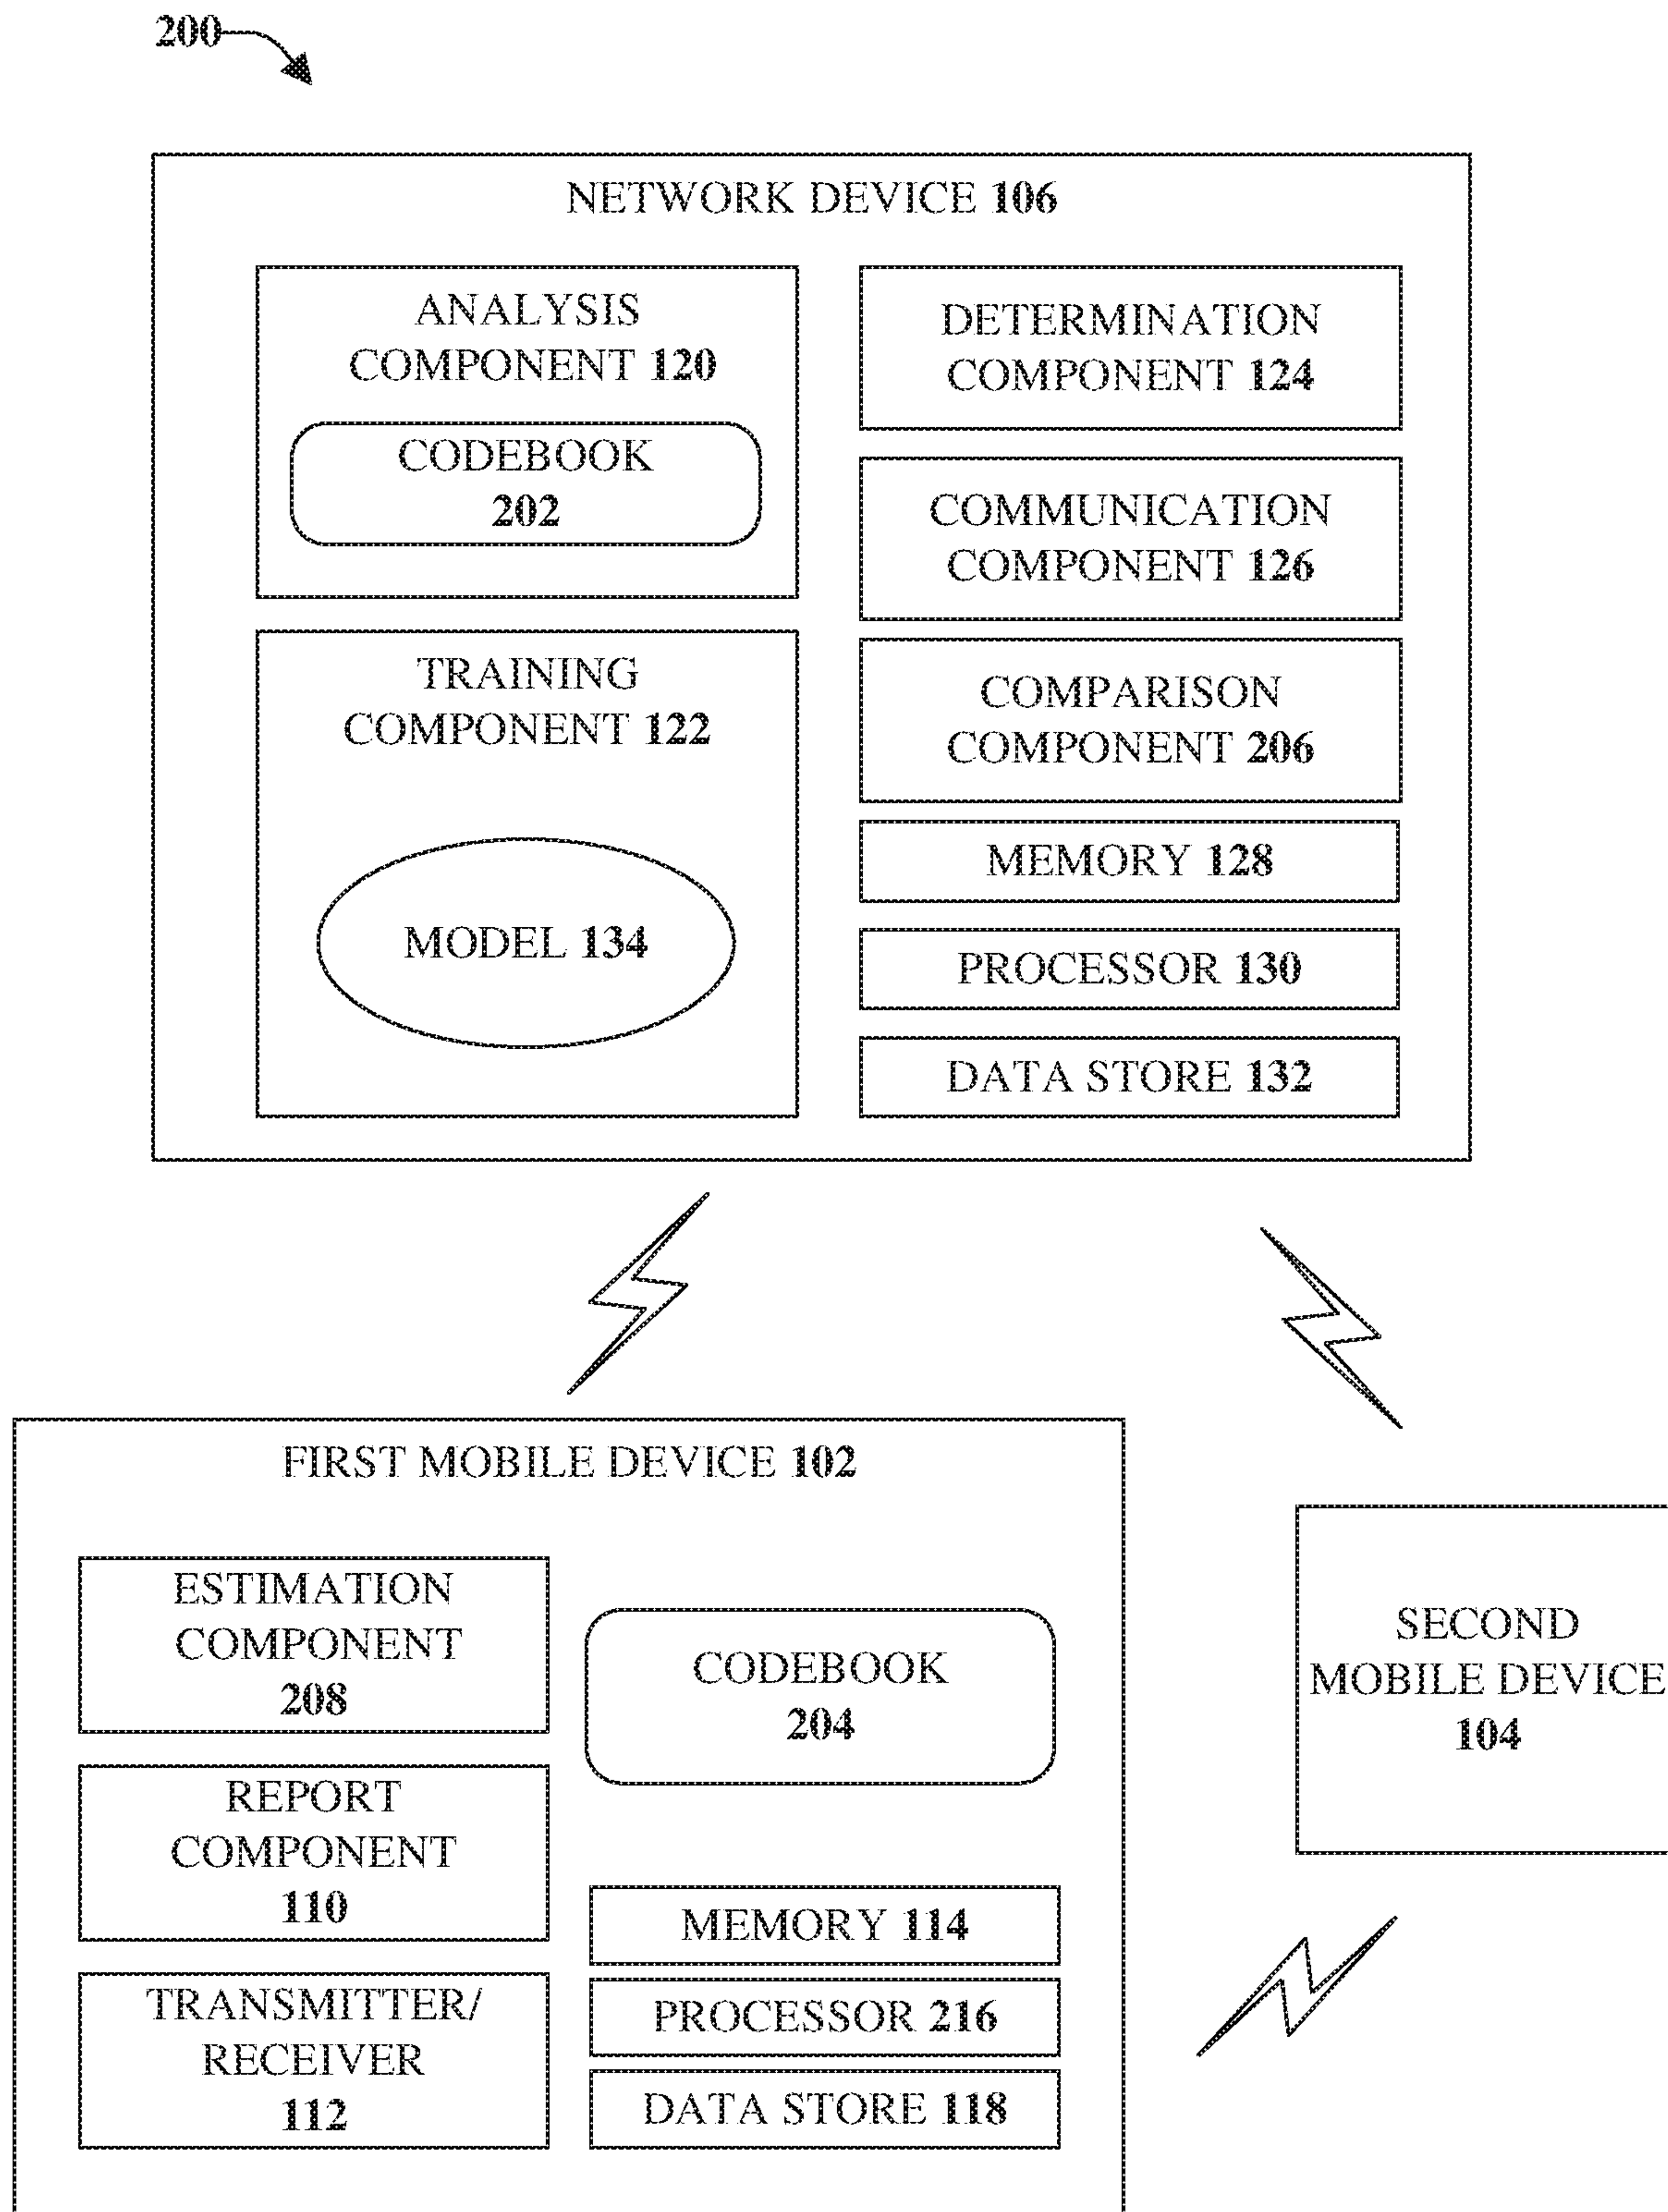 200
NETWORK DEVICE 106
ANALYSIS
COMPONENT 120
CODEBOOK
202
TRAINING
COMPONENT 122
MODEL 134
DETERMINATION
COMPONENT 124
COMMUNICATION
COMPONENT 126
COMPARISON
COMPONENT 206
MEMORY 128
PROCESSOR 130
DATA STORE 132
FIRST MOBILE DEVICE 102
ESTIMATION
COMPONENT
208
REPORT
COMPONENT
110
TRANSMITTER/
RECEIVER
112
CODEBOOK
204
MEMORY 114
PROCESSOR 216
DATA STORE 118
SECOND
MOBILE DEVICE
104